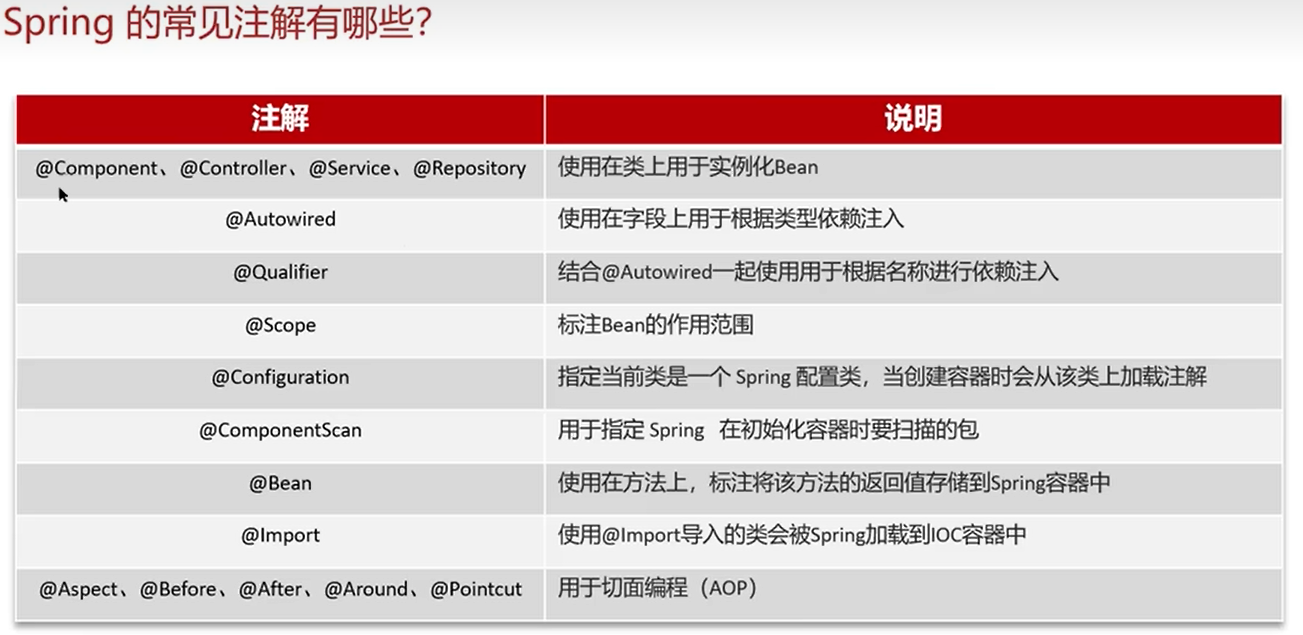 Spring 的常见注解有哪些？
注解 说明
@Component、@Controller、@Service、@Repository 使用在类上用于实例化Bean
@Autowired 使用在字段上用于根据类型依赖注入
@Qualifier 结合@Autowired一起使用用于根据名称进行依赖注入
@Scope 标注Bean的作用范围
@Configuration 指定当前类是一个 Spring 配置类，当创建容器时会从该类上加载注解
@ComponentScan 用于指定 Spring 在初始化容器时要扫描的包
@Bean 使用在方法上，标注将该方法的返回值存储到Spring容器中
@Import 使用@Import导入的类会被Spring加载到IOC容器中
@Aspect、@Before、@After、@Around、@Pointcut 用于切面编程（AOP）